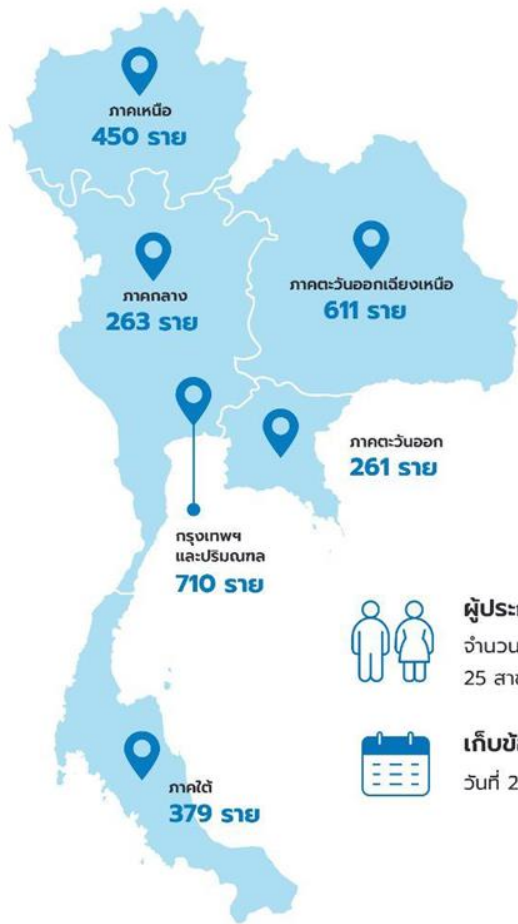 ภาคเหนือ
450 ราย
ภาคกลาง
263 ราย
ภาคตะวันออกเฉียงเหนือ
611 ราย
ภาคตะวันออก
261 ราย
กรุงเทพฯ
และปริมณฑล
710 ราย
จำนวน
25
วันที่ 2
ภาคใต้
379 ราย